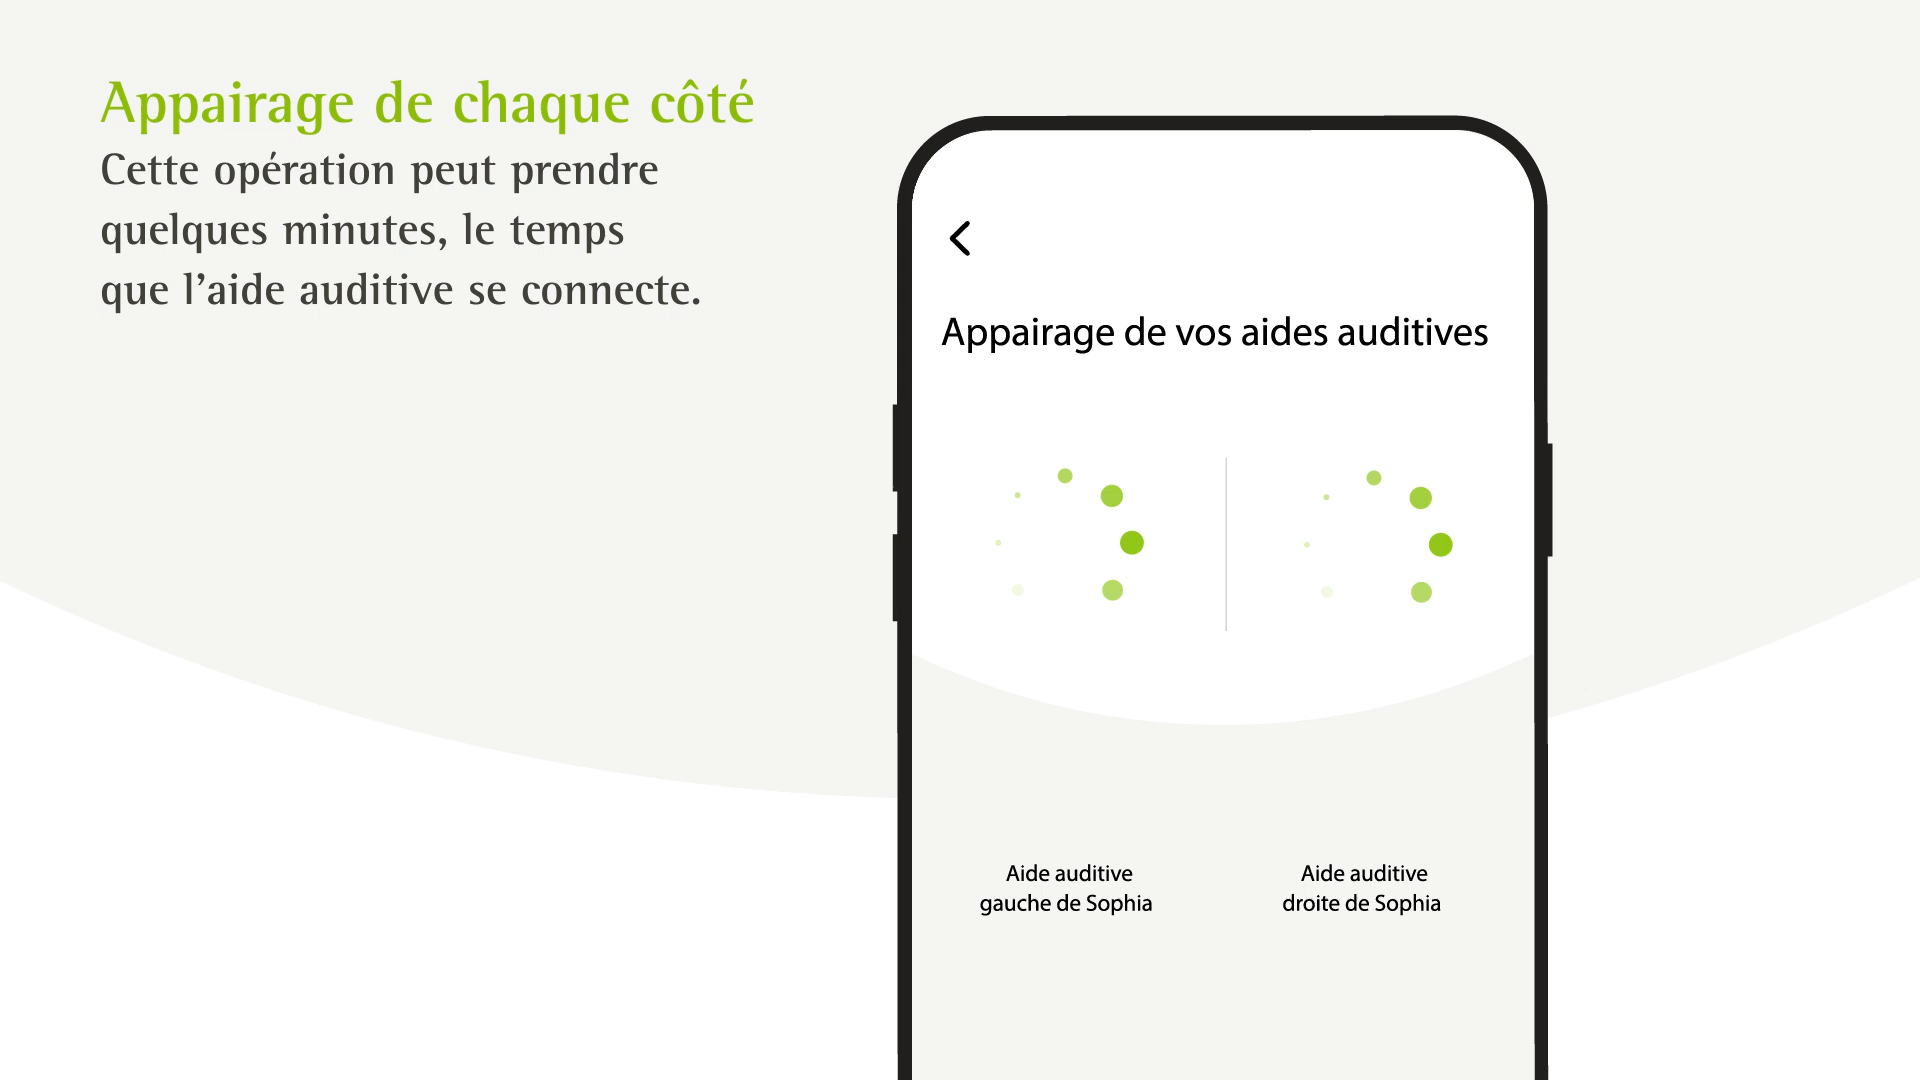 Appairage de chaque côté
Cette opération peut prendre
quelques minutes, le temps
que l’aide auditive se connecte.
Appairage de vos aides auditives
Aide auditive
gauche de Sophia
Aide auditive
droite de Sophia